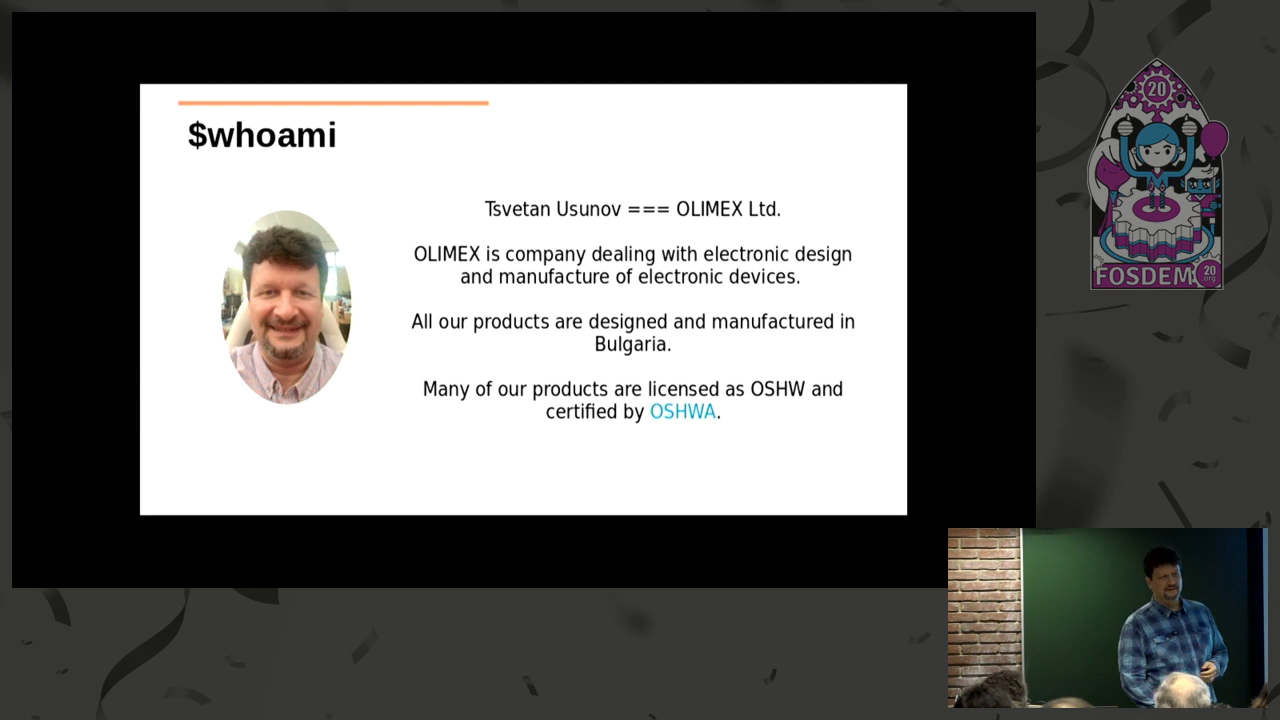 $whoami
Tsvetan Usunov === OLIMEX Ltd.
OLIMEX is company dealing with electronic design
and manufacture of electronic devices.
All our products are designed and manufactured in
Bulgaria.
Many of our products are licensed as OSHW and
certified by OSHWA.
20
FOSDEM
20
org